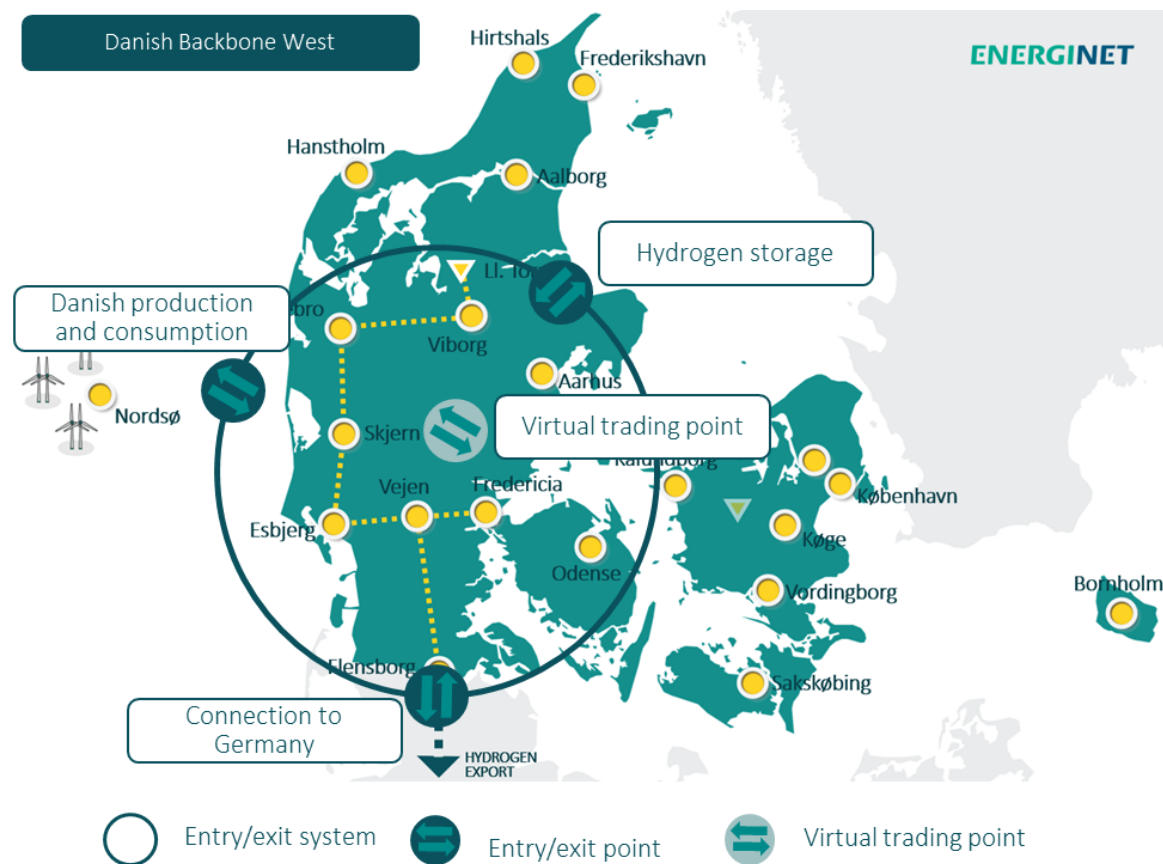 Danish Backbone West
ENERGINET
Hirtshals
Frederikshavn
Hanstholm
Aalborg
Hydrogen storage
Ll.
Danish production
and consumption
Viborg
Aarhus
Nordsø
Skjern
Virtual trading point
Vejen
Fredericia
København
Esbjerg
Køge
Odense
Vordingborg
Bornholm
Flensborg
Sakskøbing
Connection to
Germany
HYDROGEN
EXPORT
Entry/exit system
Entry/exit point
Virtual trading point